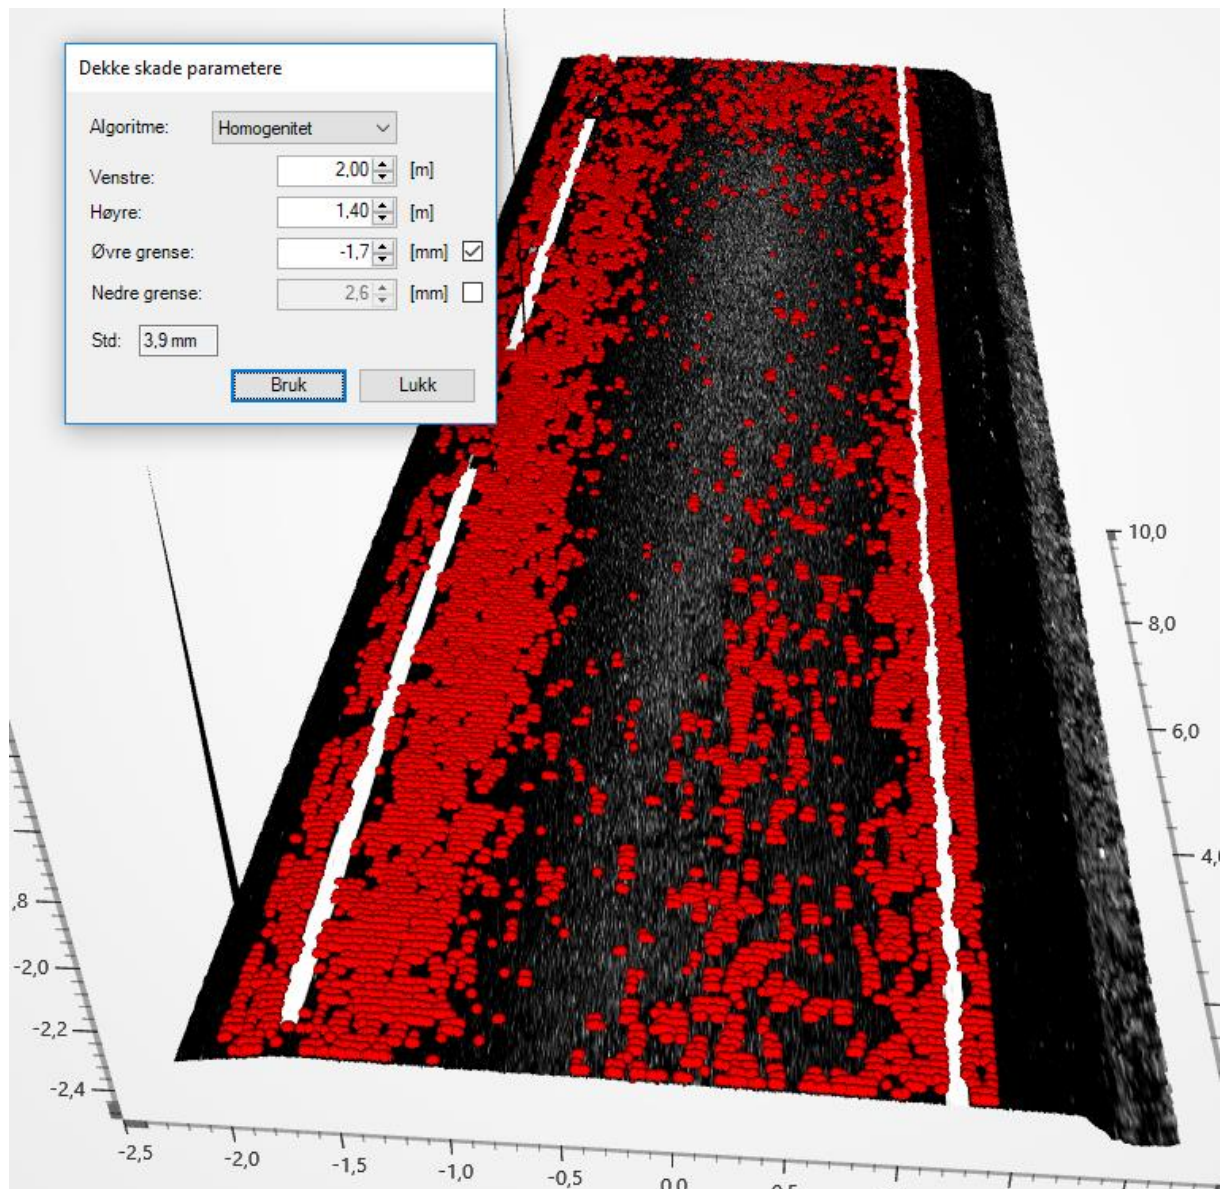 Dekke skade parametere
Algoritme: Homogenitet
Venstre: 2,00 [m]
Høyre: 1,40 [m]
Øvre grense: -1,7 [mm]
Nedre grense: 2,6 [mm]
Std: 3,9 mm
Bruk Lukk
10,0
8,0
6,0
4,
,8
-2,0
-2,2
-2,4
-2,5 -2,0 -1,5 -1,0 -0,5 0,0